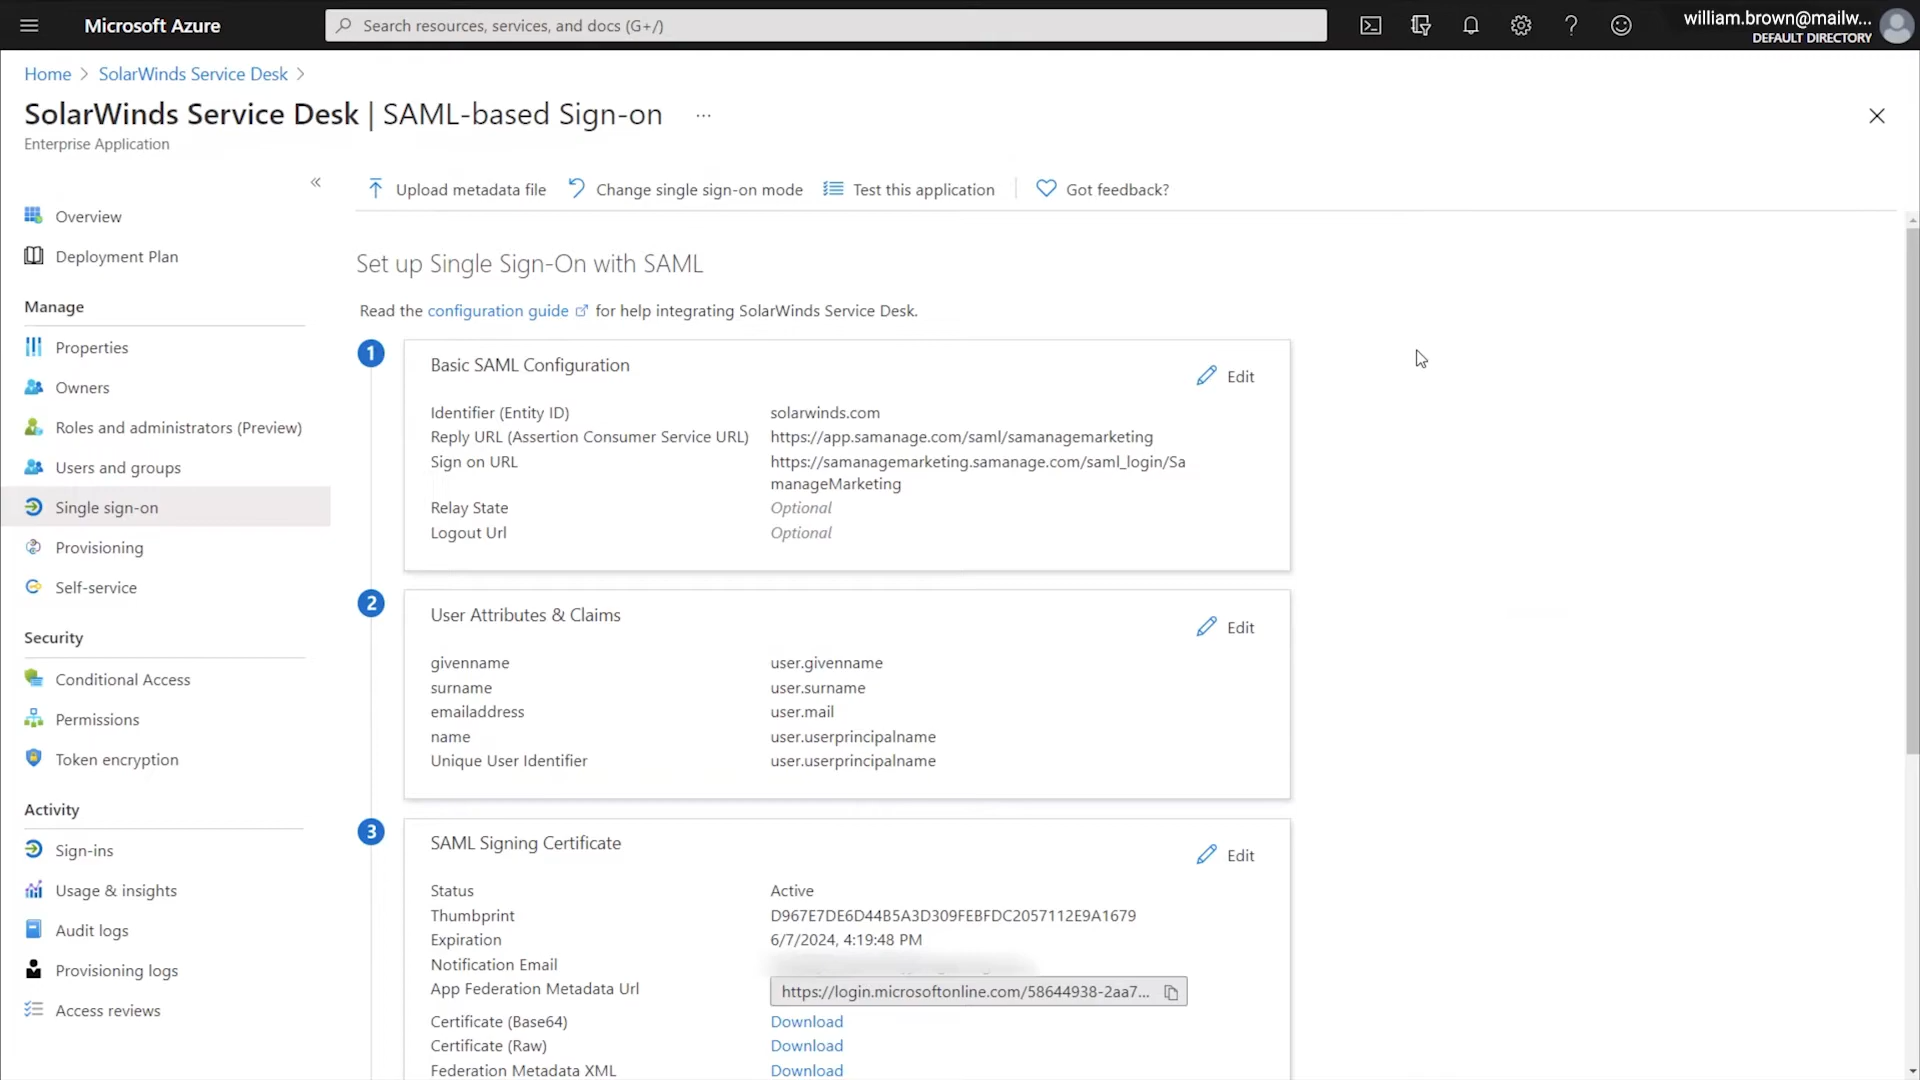 Microsoft Azure
Search resources, services, and docs (G+/)
william.brown@mailw...
DEFAULT DIRECTORY
Home
SolarWinds Service Desk
SolarWinds Service Desk | SAML-based Sign-on
...
Enterprise Application
Upload metadata file
Change single sign-on mode
Test this application
Got feedback?
Overview
Deployment Plan
Manage
Properties
Owners
Roles and administrators (Preview)
Users and groups
Single sign-on
Provisioning
Self-service
Security
Conditional Access
Permissions
Token encryption
Activity
Sign-ins
Usage & insights
Audit logs
Provisioning logs
Access reviews
Set up Single Sign-On with SAML
Read the configuration guide for help integrating SolarWinds Service Desk.
1
Basic SAML Configuration
Edit
Identifier (Entity ID) solarwinds.com
Reply URL (Assertion Consumer Service URL) https://app.samanage.com/saml/samanagemarketing
Sign on URL https://samanagemarketing.samanage.com/saml_login/Sa
manageMarketing
Relay State Optional
Logout Url Optional
2
User Attributes & Claims
Edit
givenname user.givenname
surname user.surname
emailaddress user.mail
name user.userprincipalname
Unique User Identifier user.userprincipalname
3
SAML Signing Certificate
Edit
Status Active
Thumbprint D967E7DE6D44B5A3D309FEBFDC2057112E9A1679
Expiration 6/7/2024, 4:19:48 PM
Notification Email
App Federation Metadata Url https://login.microsoftonline.com/58644938-2aa7...
Certificate (Base64) Download
Certificate (Raw) Download
Federation Metadata XML Download